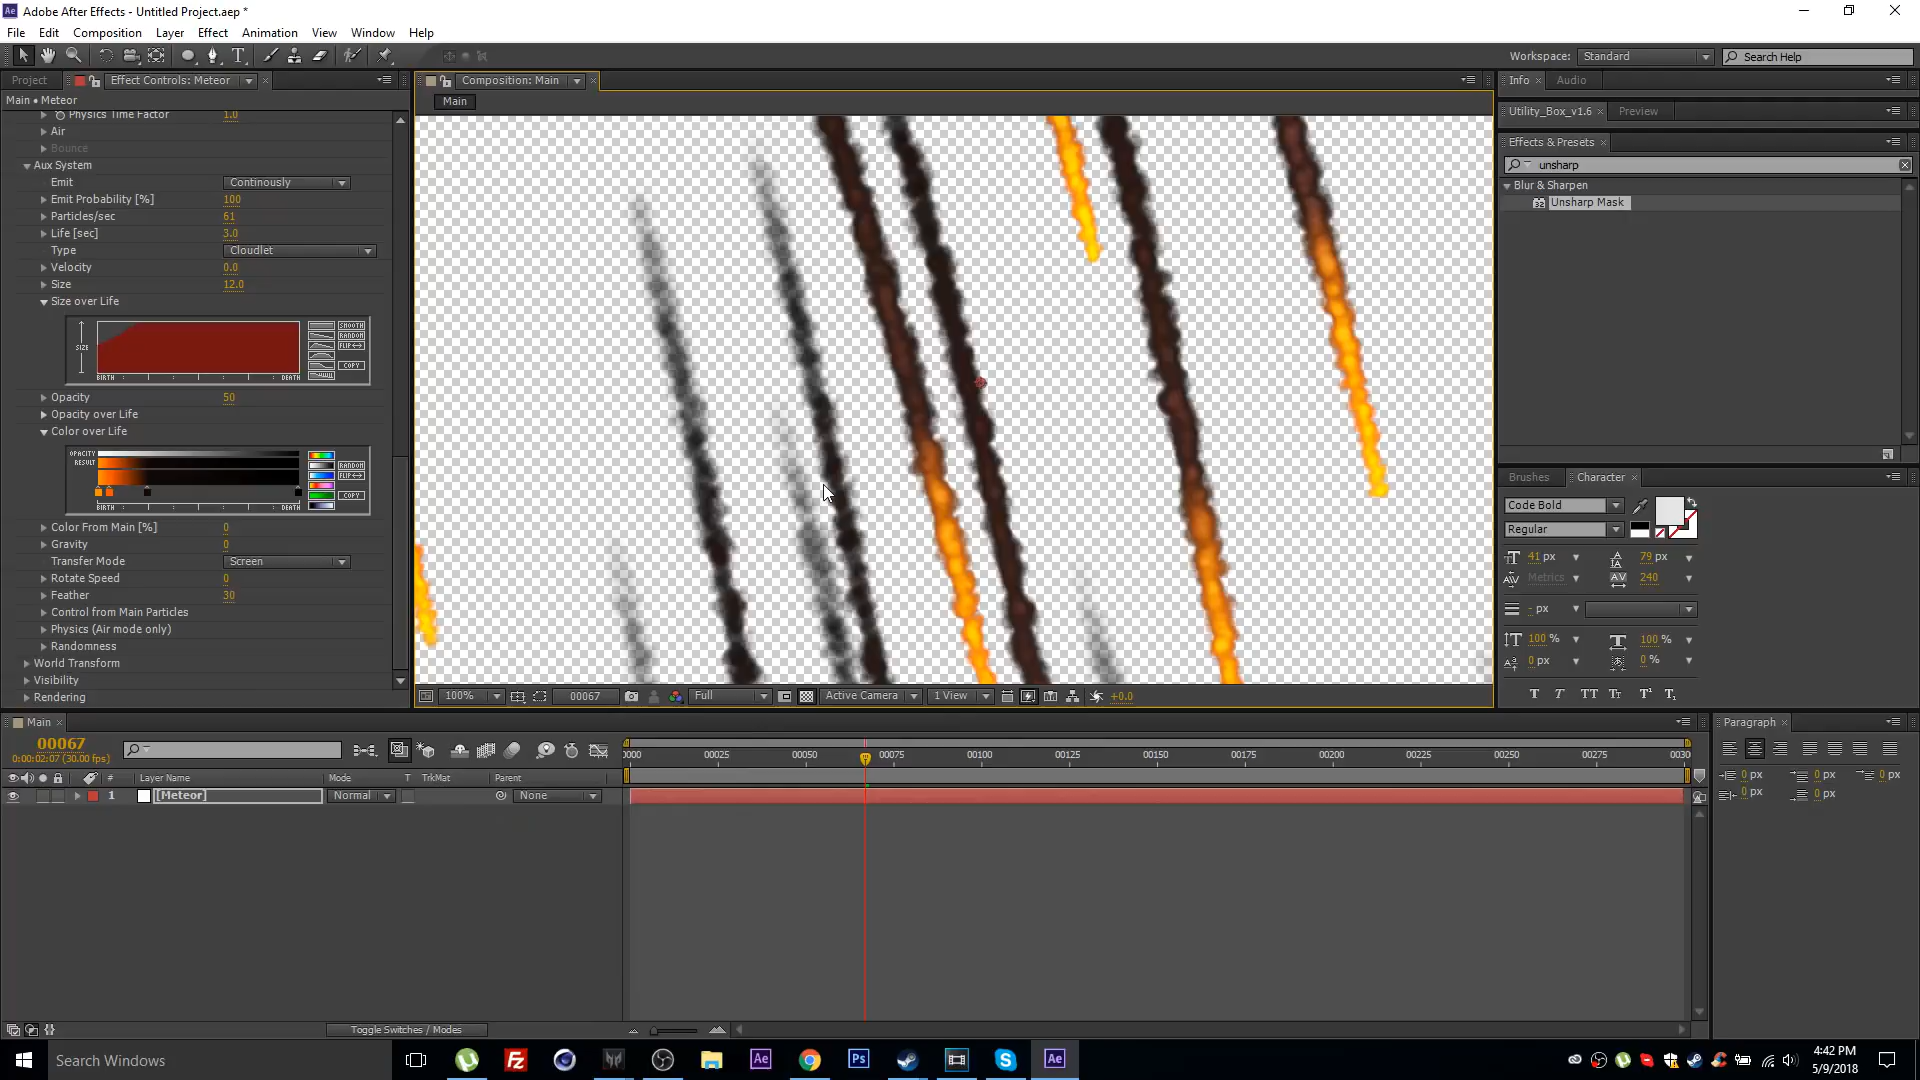 Adobe After Effects - Untitled Project.aep *
File Edit Composition Layer Effect Animation View Window Help
Workspace: Standard Search Help
Project Effect Controls: Meteor Composition: Main Info Audio
Main • Meteor Main Utility_Box_v1.6 Preview
Physics Time Factor 1.0
Air
Bounce
Effects & Presets
unsharp
Blur & Sharpen
Unsharp Mask
Aux System
Emit Continously
Emit Probability [%] 100
Particles/sec 61
Life [sec] 3.0
Type Cloudlet
Velocity 0.0
Size 12.0
Size over Life
SIZE
SMOOTH
RANDOM
FLIP
COPY
BIRTH DEATH
Opacity 50
Opacity over Life
Color over Life
OPACITY
RESULT
RANDOM
FLIP
COPY
BIRTH DEATH
Color From Main [%] 0
Gravity 0
Transfer Mode Screen
Rotate Speed 0
Feather 30
Control from Main Particles
Physics (Air mode only)
Randomness
World Transform
Visibility
Rendering
100% 00067 Full Active Camera 1 View +0.0
Brushes Character
Code Bold
Regular
41 px 79 px
Metrics 240
- px
100 % 100 %
0 px 0 %
Main
00067
0:00:02:07 (30.00 fps)
0000 00025 00050 00075 00100 00125 00150 00175 00200 00225 00250 00275 0030
# Layer Name Mode T TrkMat Parent
1 [Meteor] Normal None
Paragraph
0 px 0 px 0 px
0 px 0 px
Toggle Switches / Modes
Search Windows
4:42 PM
5/9/2018